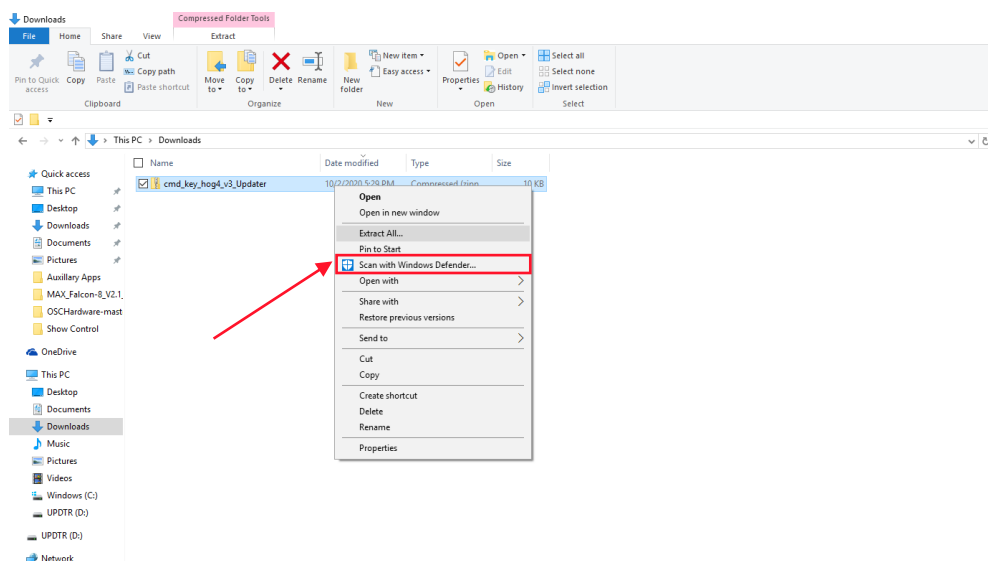 Downloads
Compressed Folder Tools
File Home Share View Extract
Pin to Quick access
Copy
Paste
Cut
Copy path
Paste shortcut
Clipboard
Move to
Copy to
Delete
Rename
Organize
New folder
New item
Easy access
New
Properties
Open
Edit
History
Open
Select all
Select none
Invert selection
Select
This PC > Downloads
Name Date modified Type Size
cmd_key_hog4_v3_Updater 10/2/2020 5:29 PM Compressed (zipp... 10 KB
Quick access
This PC
Desktop
Downloads
Documents
Pictures
Auxillary Apps
MAX_Falcon-8_V2.1_
OSCHardware-mast
Show Control
OneDrive
This PC
Desktop
Documents
Downloads
Music
Pictures
Videos
Windows (C:)
UPDTR (D:)
UPDTR (D:)
Network
Open
Open in new window
Extract All...
Pin to Start
Scan with Windows Defender...
Open with
Share with
Restore previous versions
Send to
Cut
Copy
Create shortcut
Delete
Rename
Properties